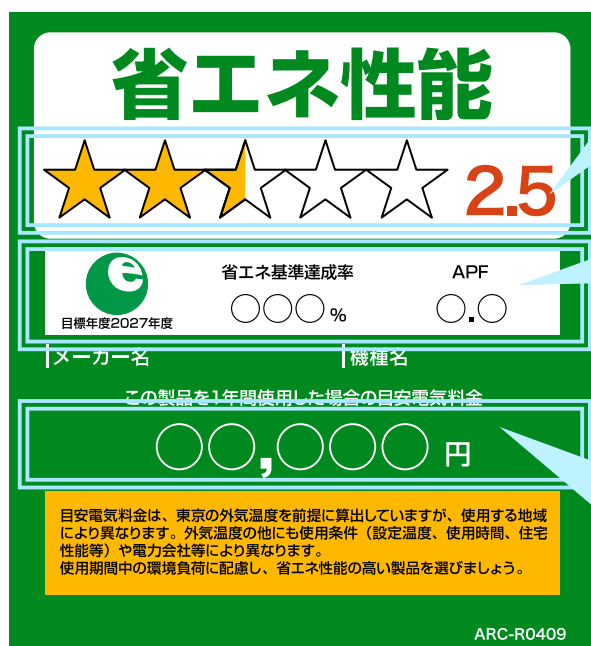 省エネ性能
2.5
e
省エネ基準達成率 APF
目標年度2027年度 ○○○% ○.○
メーカー名 機種名
この製品を1年間使用した場合の目安電気料金
○○,○○○円
目安電気料金は、東京の外気温度を前提に算出していますが、使用する地域
により異なります。外気温度の他にも使用条件（設定温度、使用時間、住宅
性能等）や電力会社等により異なります。
使用期間中の環境負荷に配慮し、省エネ性能の高い製品を選びましょう。
ARC-R0409